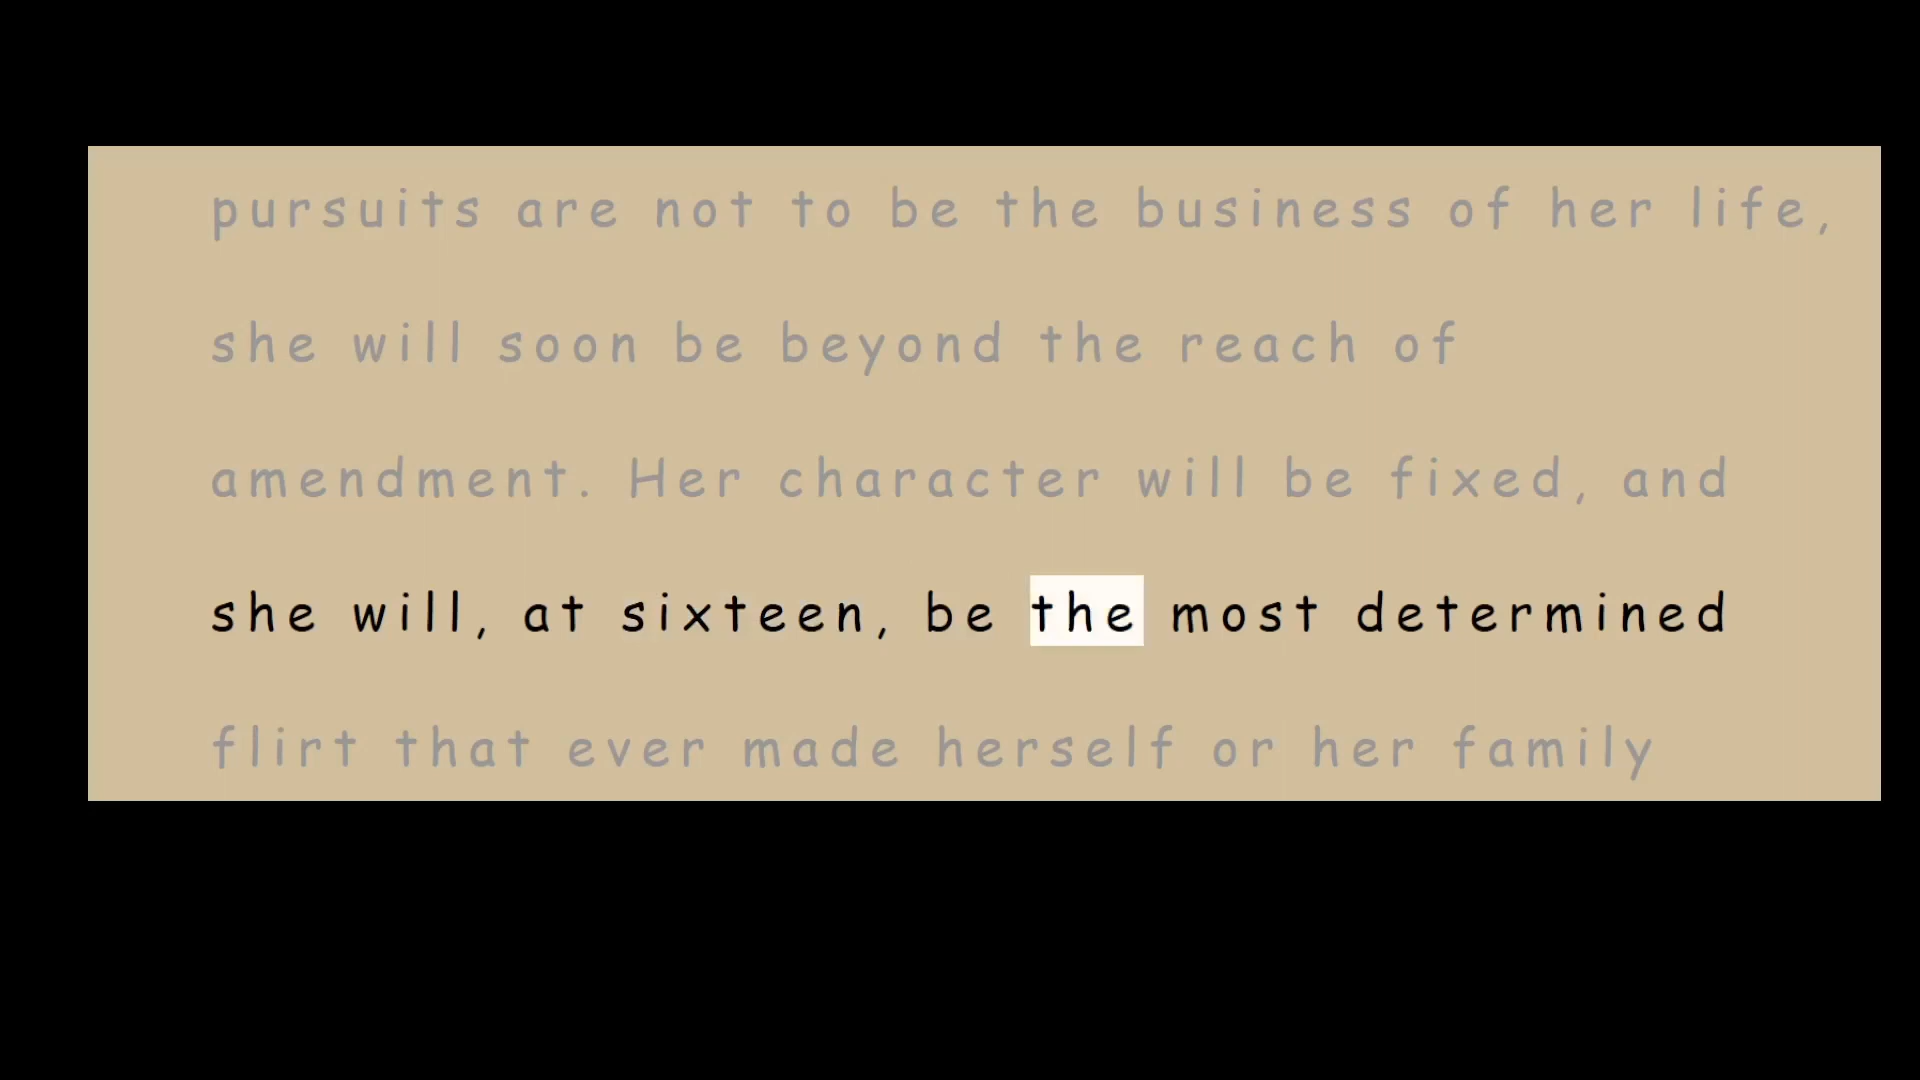 pursuits are not to be the business of her life,
she will soon be beyond the reach of
amendment. Her character will be fixed, and
she will, at sixteen, be the most determined
flirt that ever made herself or her family